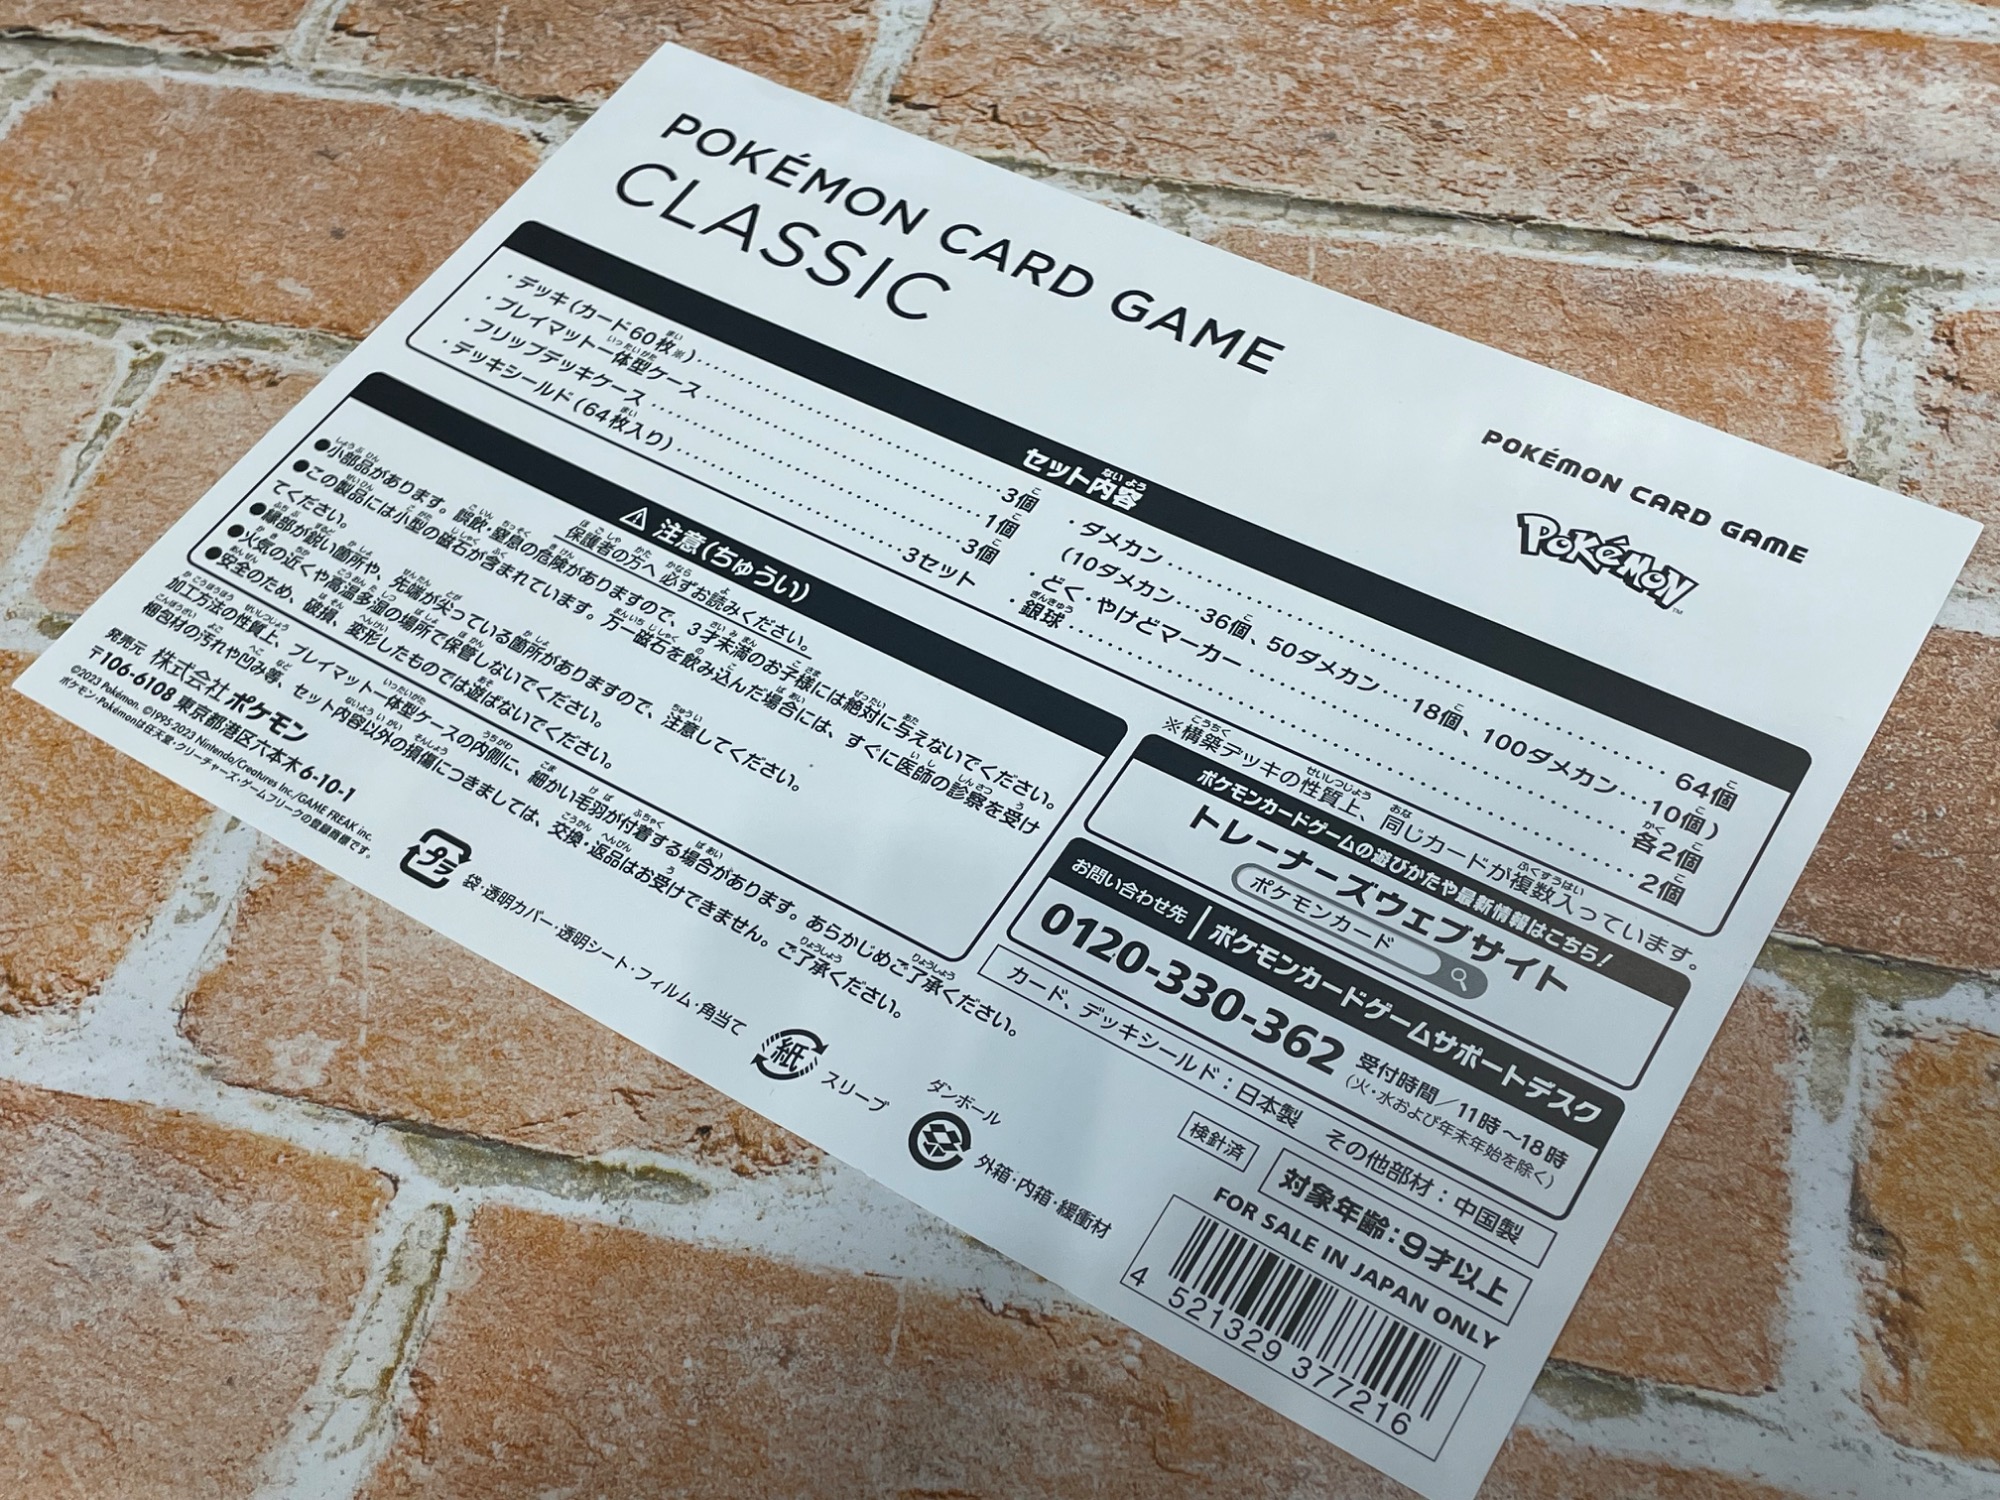 POKÉMON CARD GAME
CLASSIC
POKÉMON CARD GAME
Pokémon
セット内容
・デッキ(カード60枚※)・・・・・・3個
・プレイマット一体型ケース・・・・・・1個
・フリップデッキケース・・・・・・3個
・デッキシールド(64枚入り)・・・・・・3セット
・ダメカン・・・・・・64個
(10ダメカン…36個、50ダメカン…18個、100ダメカン…10個)
・どく・やけどマーカー・・・・・・各2個
・銀球・・・・・・2個
※構築デッキの性質上、同じカードが複数入っています。
⚠ 注意(ちゅうい)
保護者の方へ必ずお読みください。
●小部品があります。誤飲・窒息の危険がありますので、3才未満のお子様には絶対に与えないでください。
●この製品には小型の磁石が含まれています。万一磁石を飲み込んだ場合には、すぐに医師の診察を受け
てください。
●縁部が鋭い箇所や、先端が尖っている箇所がありますので、注意してください。
●火気の近くや高温多湿の場所で保管しないでください。
●安全のため、破損、変形したものでは遊ばないでください。
加工方法の性質上、プレイマット一体型ケースの内側に、細かい毛羽が付着する場合があります。あらかじめご了承ください。
梱包材の汚れや凹み等、セット内容以外の損傷につきましては、交換・返品はお受けできません。ご了承ください。
発売元 株式会社ポケモン
〒106-6108 東京都港区六本木6-10-1
©2023 Pokémon. ©1995-2023 Nintendo/Creatures Inc./GAME FREAK inc.
ポケモン・Pokémonは任天堂・クリーチャーズ・ゲームフリークの登録商標です。
プラ
袋・透明カバー・透明シート・フィルム・角当て
紙
スリーブ
ダンボール
外箱・内箱・緩衝材
ポケモンカードゲームの遊びかたや最新情報はこちら!
トレーナーズウェブサイト
ポケモンカード
お問い合わせ先 | ポケモンカードゲームサポートデスク
0120-330-362
受付時間/11時~18時
(火・水および年末年始を除く)
カード、デッキシールド:日本製 その他部材:中国製
検針済
対象年齢:9才以上
FOR SALE IN JAPAN ONLY
4 521329 377216